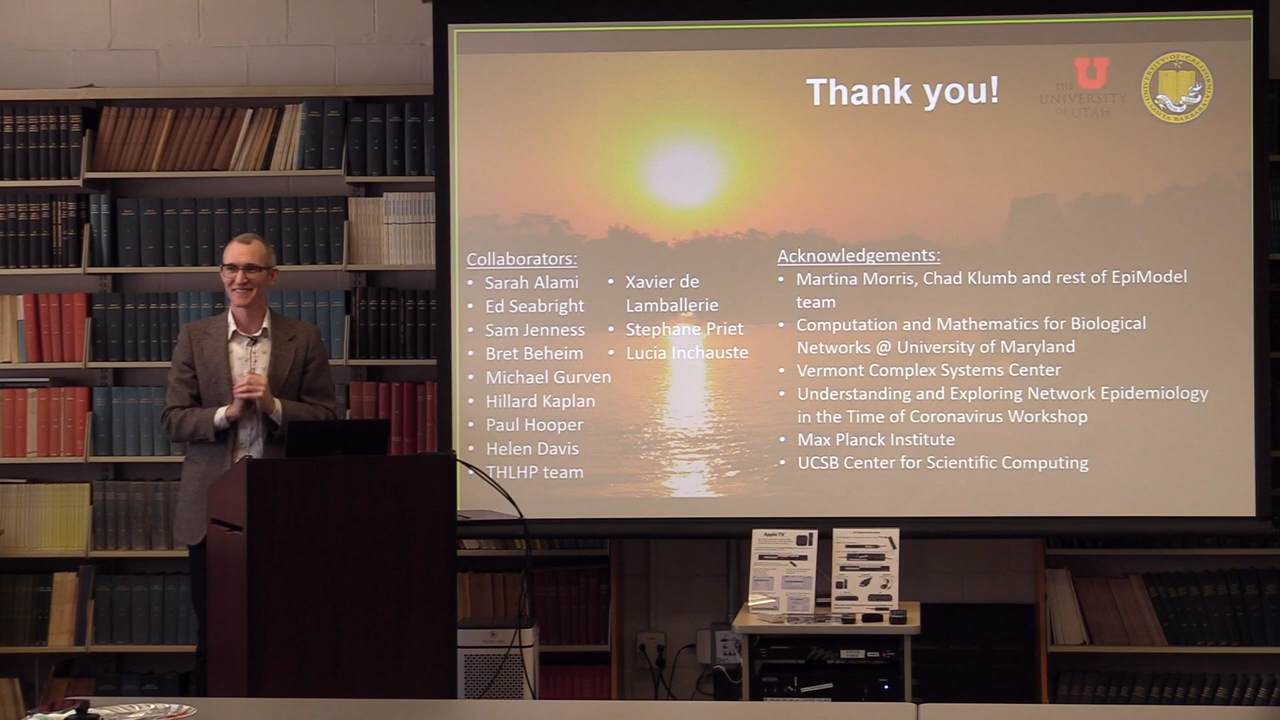 Thank you!
THE
UNIVERSITY
OF UTAH
Collaborators:
• Sarah Alami
• Ed Seabright
• Sam Jenness
• Bret Beheim
• Michael Gurven
• Hillard Kaplan
• Paul Hooper
• Helen Davis
• THLHP team
• Xavier de
Lamballerie
• Stephane Priet
• Lucia Inchauste
Acknowledgements:
• Martina Morris, Chad Klumb and rest of EpiModel
team
• Computation and Mathematics for Biological
Networks @ University of Maryland
• Vermont Complex Systems Center
• Understanding and Exploring Network Epidemiology
in the Time of Coronavirus Workshop
• Max Planck Institute
• UCSB Center for Scientific Computing
Apple TV